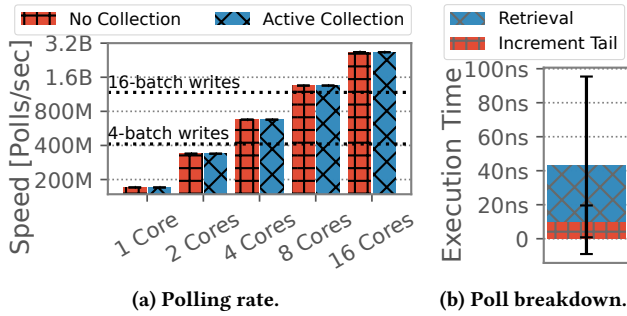 No Collection Active Collection
Speed [Polls/sec]
3.2B
1.6B
16-batch writes
800M
4-batch writes
400M
200M
1 Core 2 Cores 4 Cores 8 Cores 16 Cores
(a) Polling rate.
Retrieval
Increment Tail
Execution Time
100ns
80ns
60ns
40ns
20ns
0
(b) Poll breakdown.